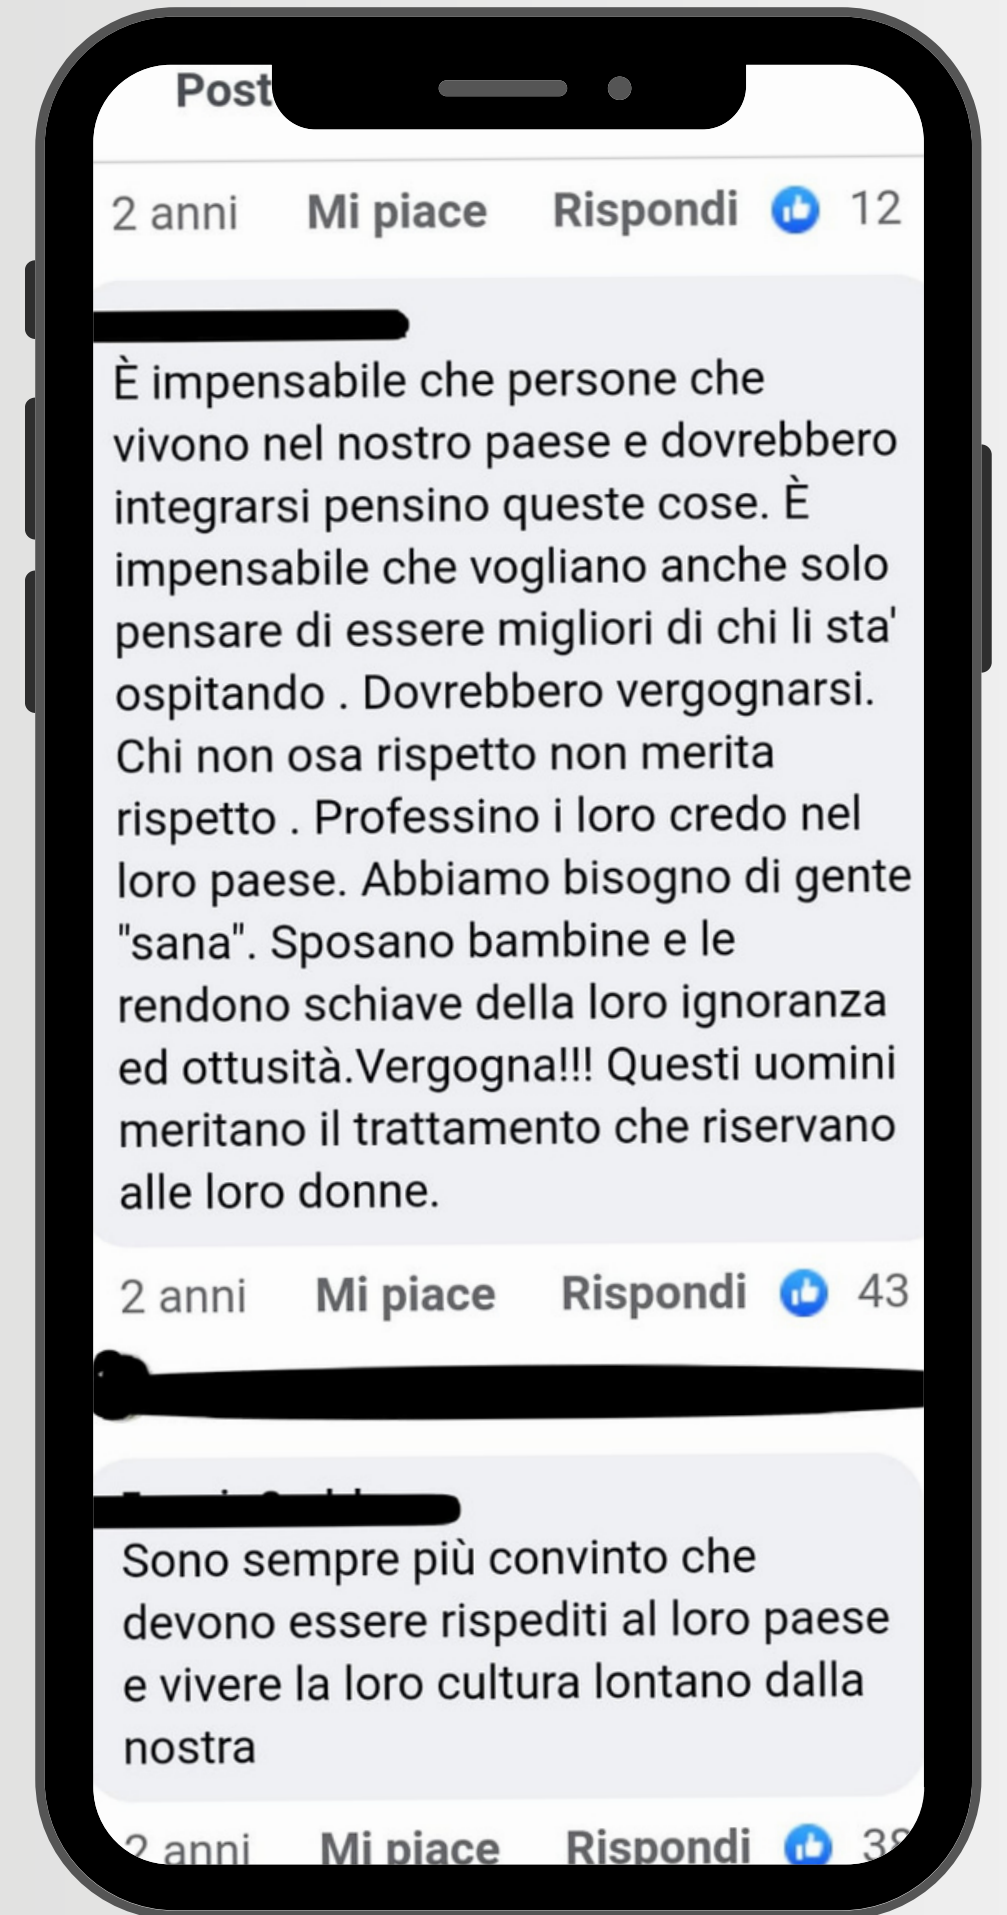 Post
2 anni Mi piace Rispondi 12
È impensabile che persone che
vivono nel nostro paese e dovrebbero
integrarsi pensino queste cose. È
impensabile che vogliano anche solo
pensare di essere migliori di chi li sta'
ospitando . Dovrebbero vergognarsi.
Chi non osa rispetto non merita
rispetto . Professino i loro credo nel
loro paese. Abbiamo bisogno di gente
"sana". Sposano bambine e le
rendono schiave della loro ignoranza
ed ottusità.Vergogna!!! Questi uomini
meritano il trattamento che riservano
alle loro donne.
2 anni Mi piace Rispondi 43
Sono sempre più convinto che
devono essere rispediti al loro paese
e vivere la loro cultura lontano dalla
nostra
2 anni Mi piace Rispondi